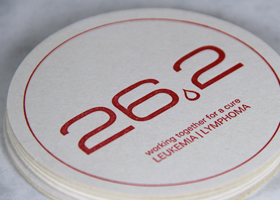 26.2
working together for a cure
LEUKEMIA | LYMPHOMA